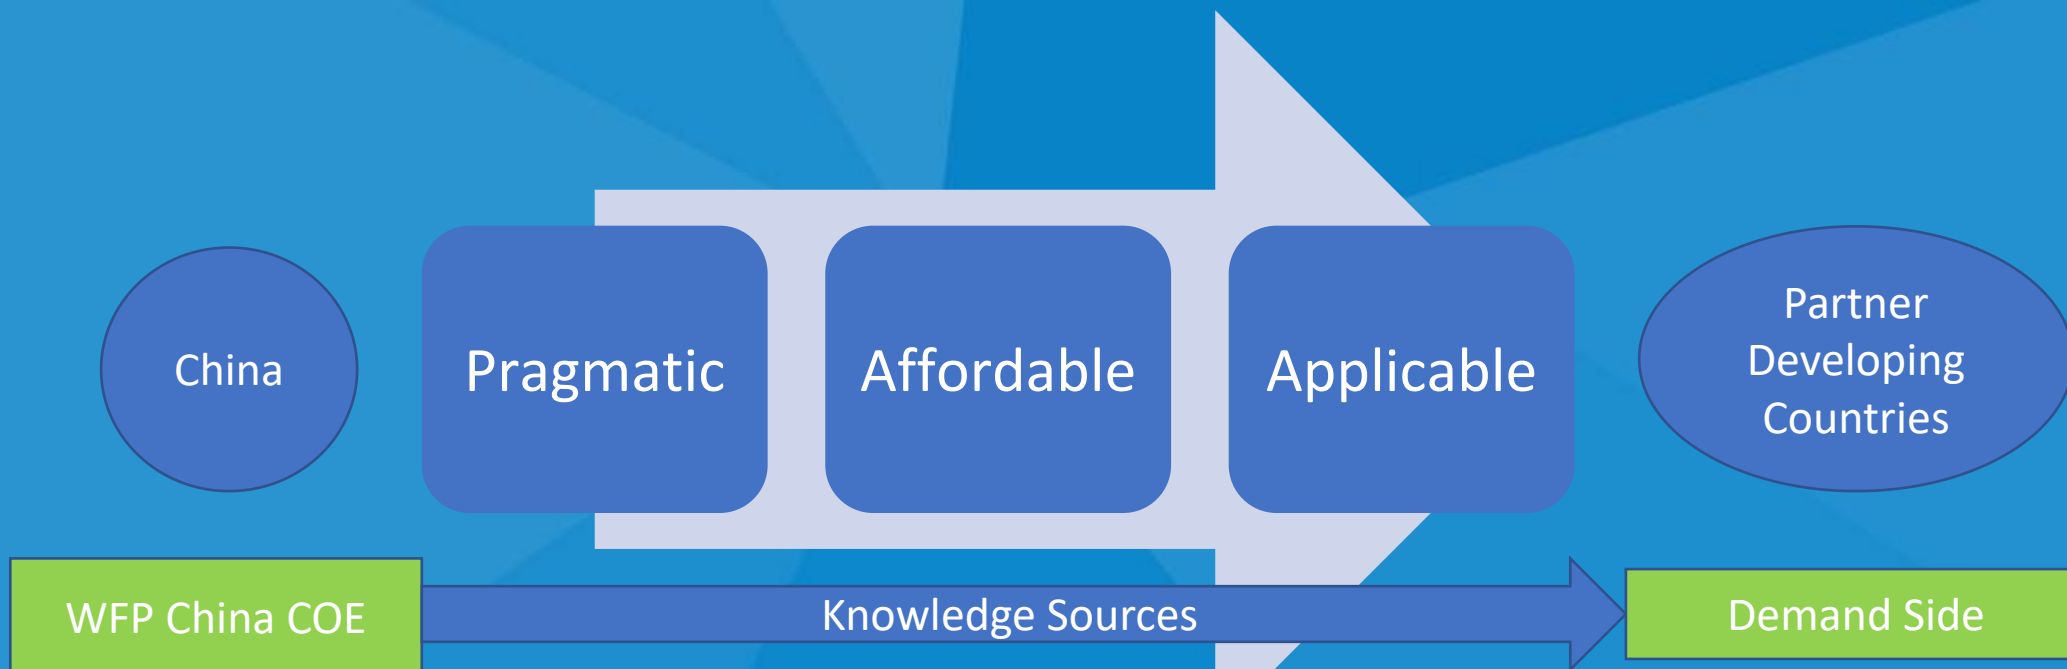 China
Pragmatic
Affordable
Applicable
Partner
Developing
Countries
WFP China COE
Knowledge Sources
Demand Side